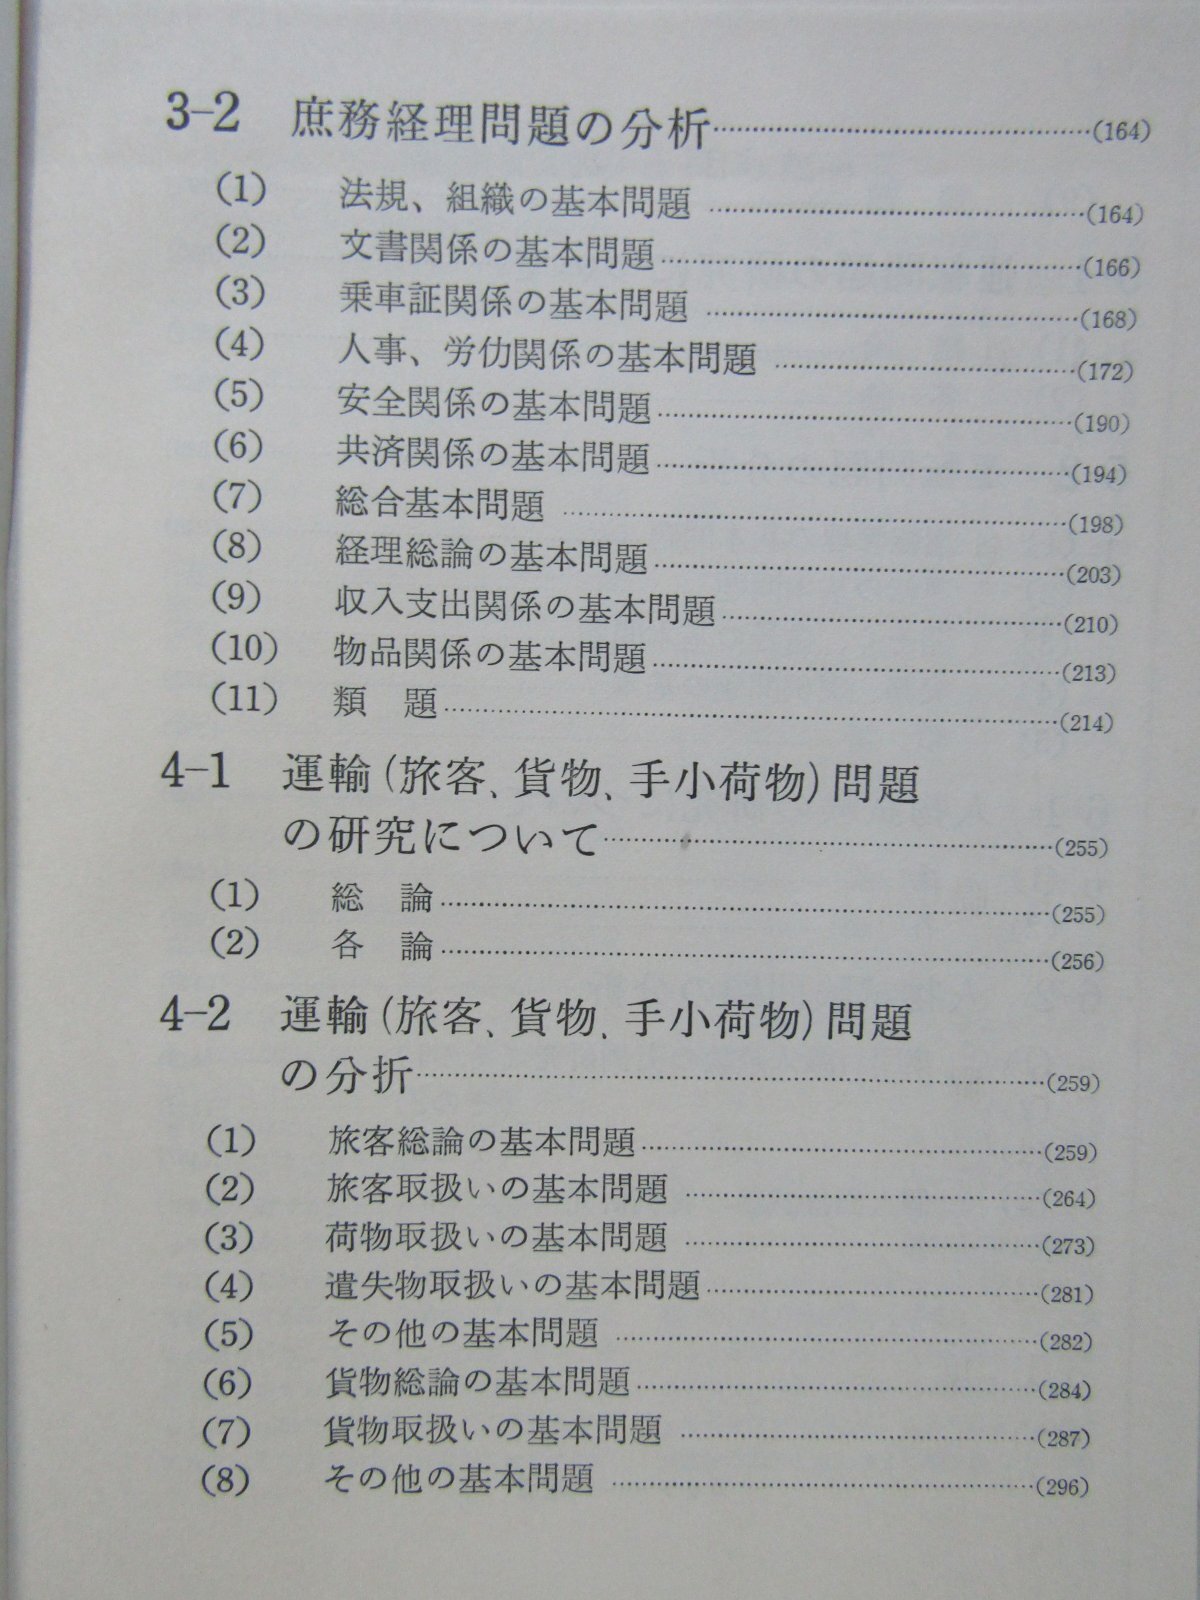 3-2 庶務経理問題の分析……………………(164)
(1) 法規、組織の基本問題……………………(164)
(2) 文書関係の基本問題……………………(166)
(3) 乗車証関係の基本問題……………………(168)
(4) 人事、労仂関係の基本問題……………………(172)
(5) 安全関係の基本問題……………………(190)
(6) 共済関係の基本問題……………………(194)
(7) 総合基本問題……………………(198)
(8) 経理総論の基本問題……………………(203)
(9) 収入支出関係の基本問題……………………(210)
(10) 物品関係の基本問題……………………(213)
(11) 類　題……………………(214)
4-1 運輸(旅客、貨物、手小荷物)問題
の研究について……………………(255)
(1) 総　論……………………(255)
(2) 各　論……………………(256)
4-2 運輸(旅客、貨物、手小荷物)問題
の分折……………………(259)
(1) 旅客総論の基本問題……………………(259)
(2) 旅客取扱いの基本問題……………………(264)
(3) 荷物取扱いの基本問題……………………(273)
(4) 遺失物取扱いの基本問題……………………(281)
(5) その他の基本問題……………………(282)
(6) 貨物総論の基本問題……………………(284)
(7) 貨物取扱いの基本問題……………………(287)
(8) その他の基本問題……………………(296)